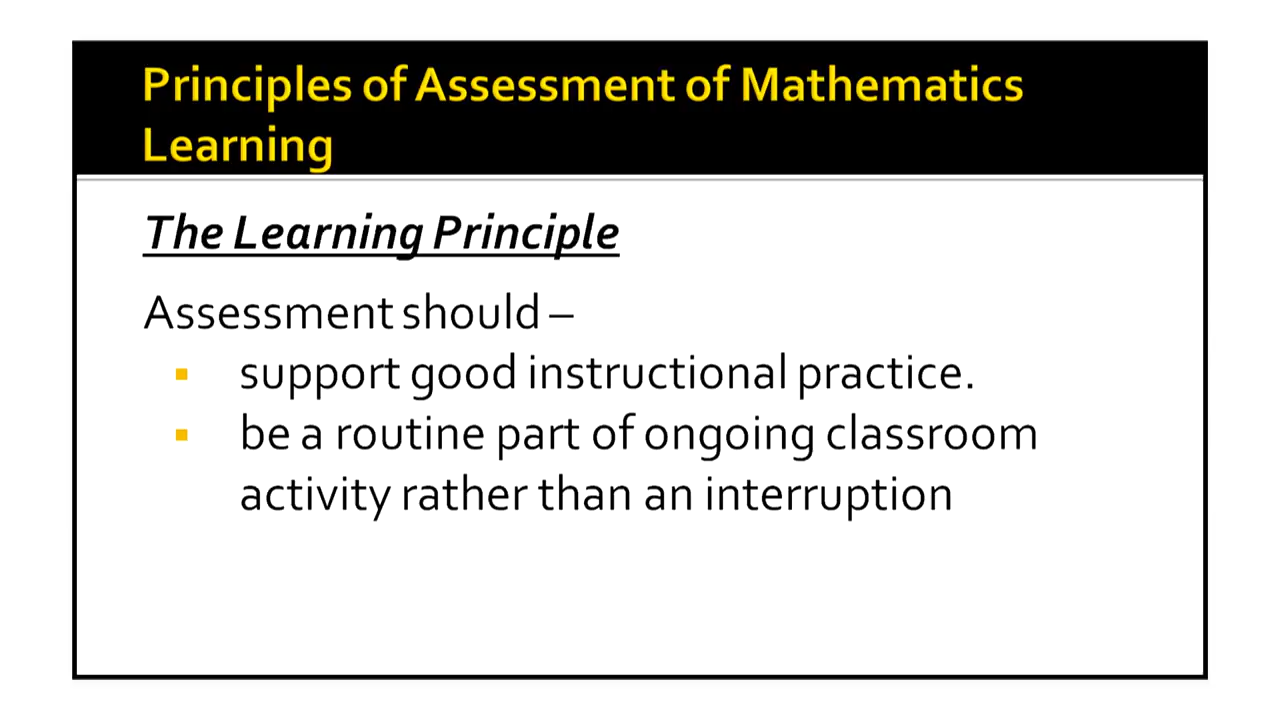 Principles of Assessment of Mathematics
Learning
The Learning Principle
Assessment should –
▪ support good instructional practice.
▪ be a routine part of ongoing classroom
activity rather than an interruption